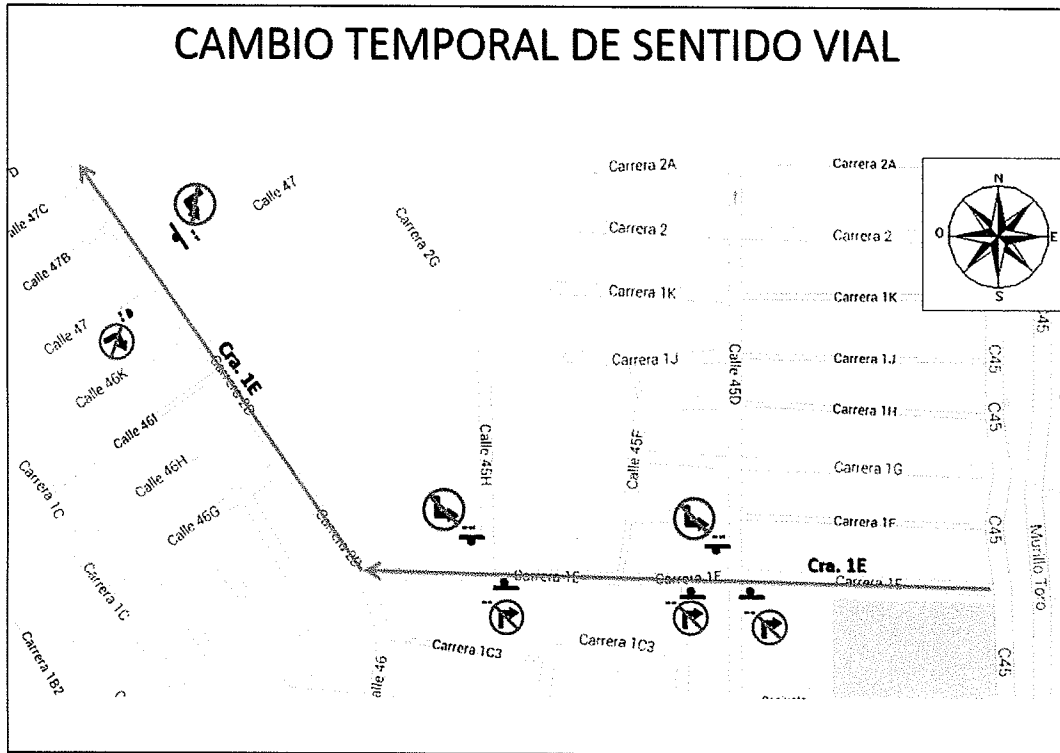 CAMBIO TEMPORAL DE SENTIDO VIAL
Carrera 2A
Carrera 2A
N
O
E
S
D
Calle 47
alle 47C
Carrera 2G
Carrera 2
Carrera 2
Calle 47B
Carrera 1K
Carrera 1K
C45
Calle 47
Cra. 1E
Carrera 1J
Calle 45D
Carrera 1J
C45
Calle 46K
Carrera 1H
C45
Calle 46I
Calle 45H
Calle 45F
Carrera 1G
Carrera 1C
Calle 46H
Calle 46G
Carrera 1F
C45
Murillo Toro
Carrera 1E
Carrera 1E
Cra. 1E
Carrera 1E
Carrera 1C
Carrera 1C3
Carrera 1C3
C45
Carrera 1B2
C
alle 46